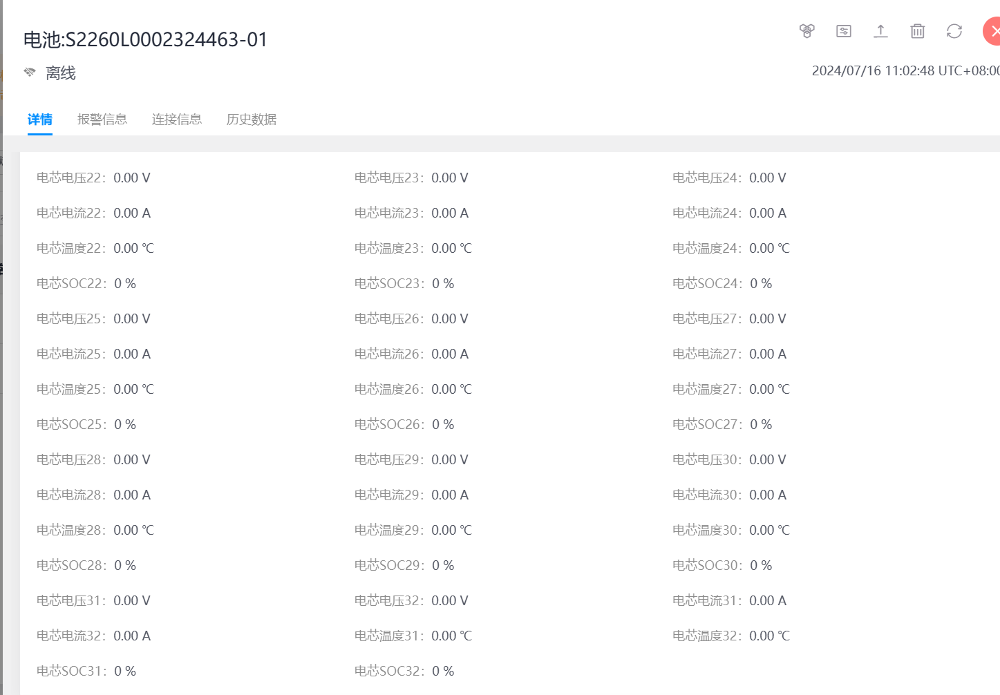 电池:S2260L0002324463-01
离线
2024/07/16 11:02:48 UTC+08:00
详情 报警信息 连接信息 历史数据
电芯电压22：0.00 V 电芯电压23：0.00 V 电芯电压24：0.00 V
电芯电流22：0.00 A 电芯电流23：0.00 A 电芯电流24：0.00 A
电芯温度22：0.00 ℃ 电芯温度23：0.00 ℃ 电芯温度24：0.00 ℃
电芯SOC22：0 % 电芯SOC23：0 % 电芯SOC24：0 %
电芯电压25：0.00 V 电芯电压26：0.00 V 电芯电压27：0.00 V
电芯电流25：0.00 A 电芯电流26：0.00 A 电芯电流27：0.00 A
电芯温度25：0.00 ℃ 电芯温度26：0.00 ℃ 电芯温度27：0.00 ℃
电芯SOC25：0 % 电芯SOC26：0 % 电芯SOC27：0 %
电芯电压28：0.00 V 电芯电压29：0.00 V 电芯电压30：0.00 V
电芯电流28：0.00 A 电芯电流29：0.00 A 电芯电流30：0.00 A
电芯温度28：0.00 ℃ 电芯温度29：0.00 ℃ 电芯温度30：0.00 ℃
电芯SOC28：0 % 电芯SOC29：0 % 电芯SOC30：0 %
电芯电压31：0.00 V 电芯电压32：0.00 V 电芯电流31：0.00 A
电芯电流32：0.00 A 电芯温度31：0.00 ℃ 电芯温度32：0.00 ℃
电芯SOC31：0 % 电芯SOC32：0 %